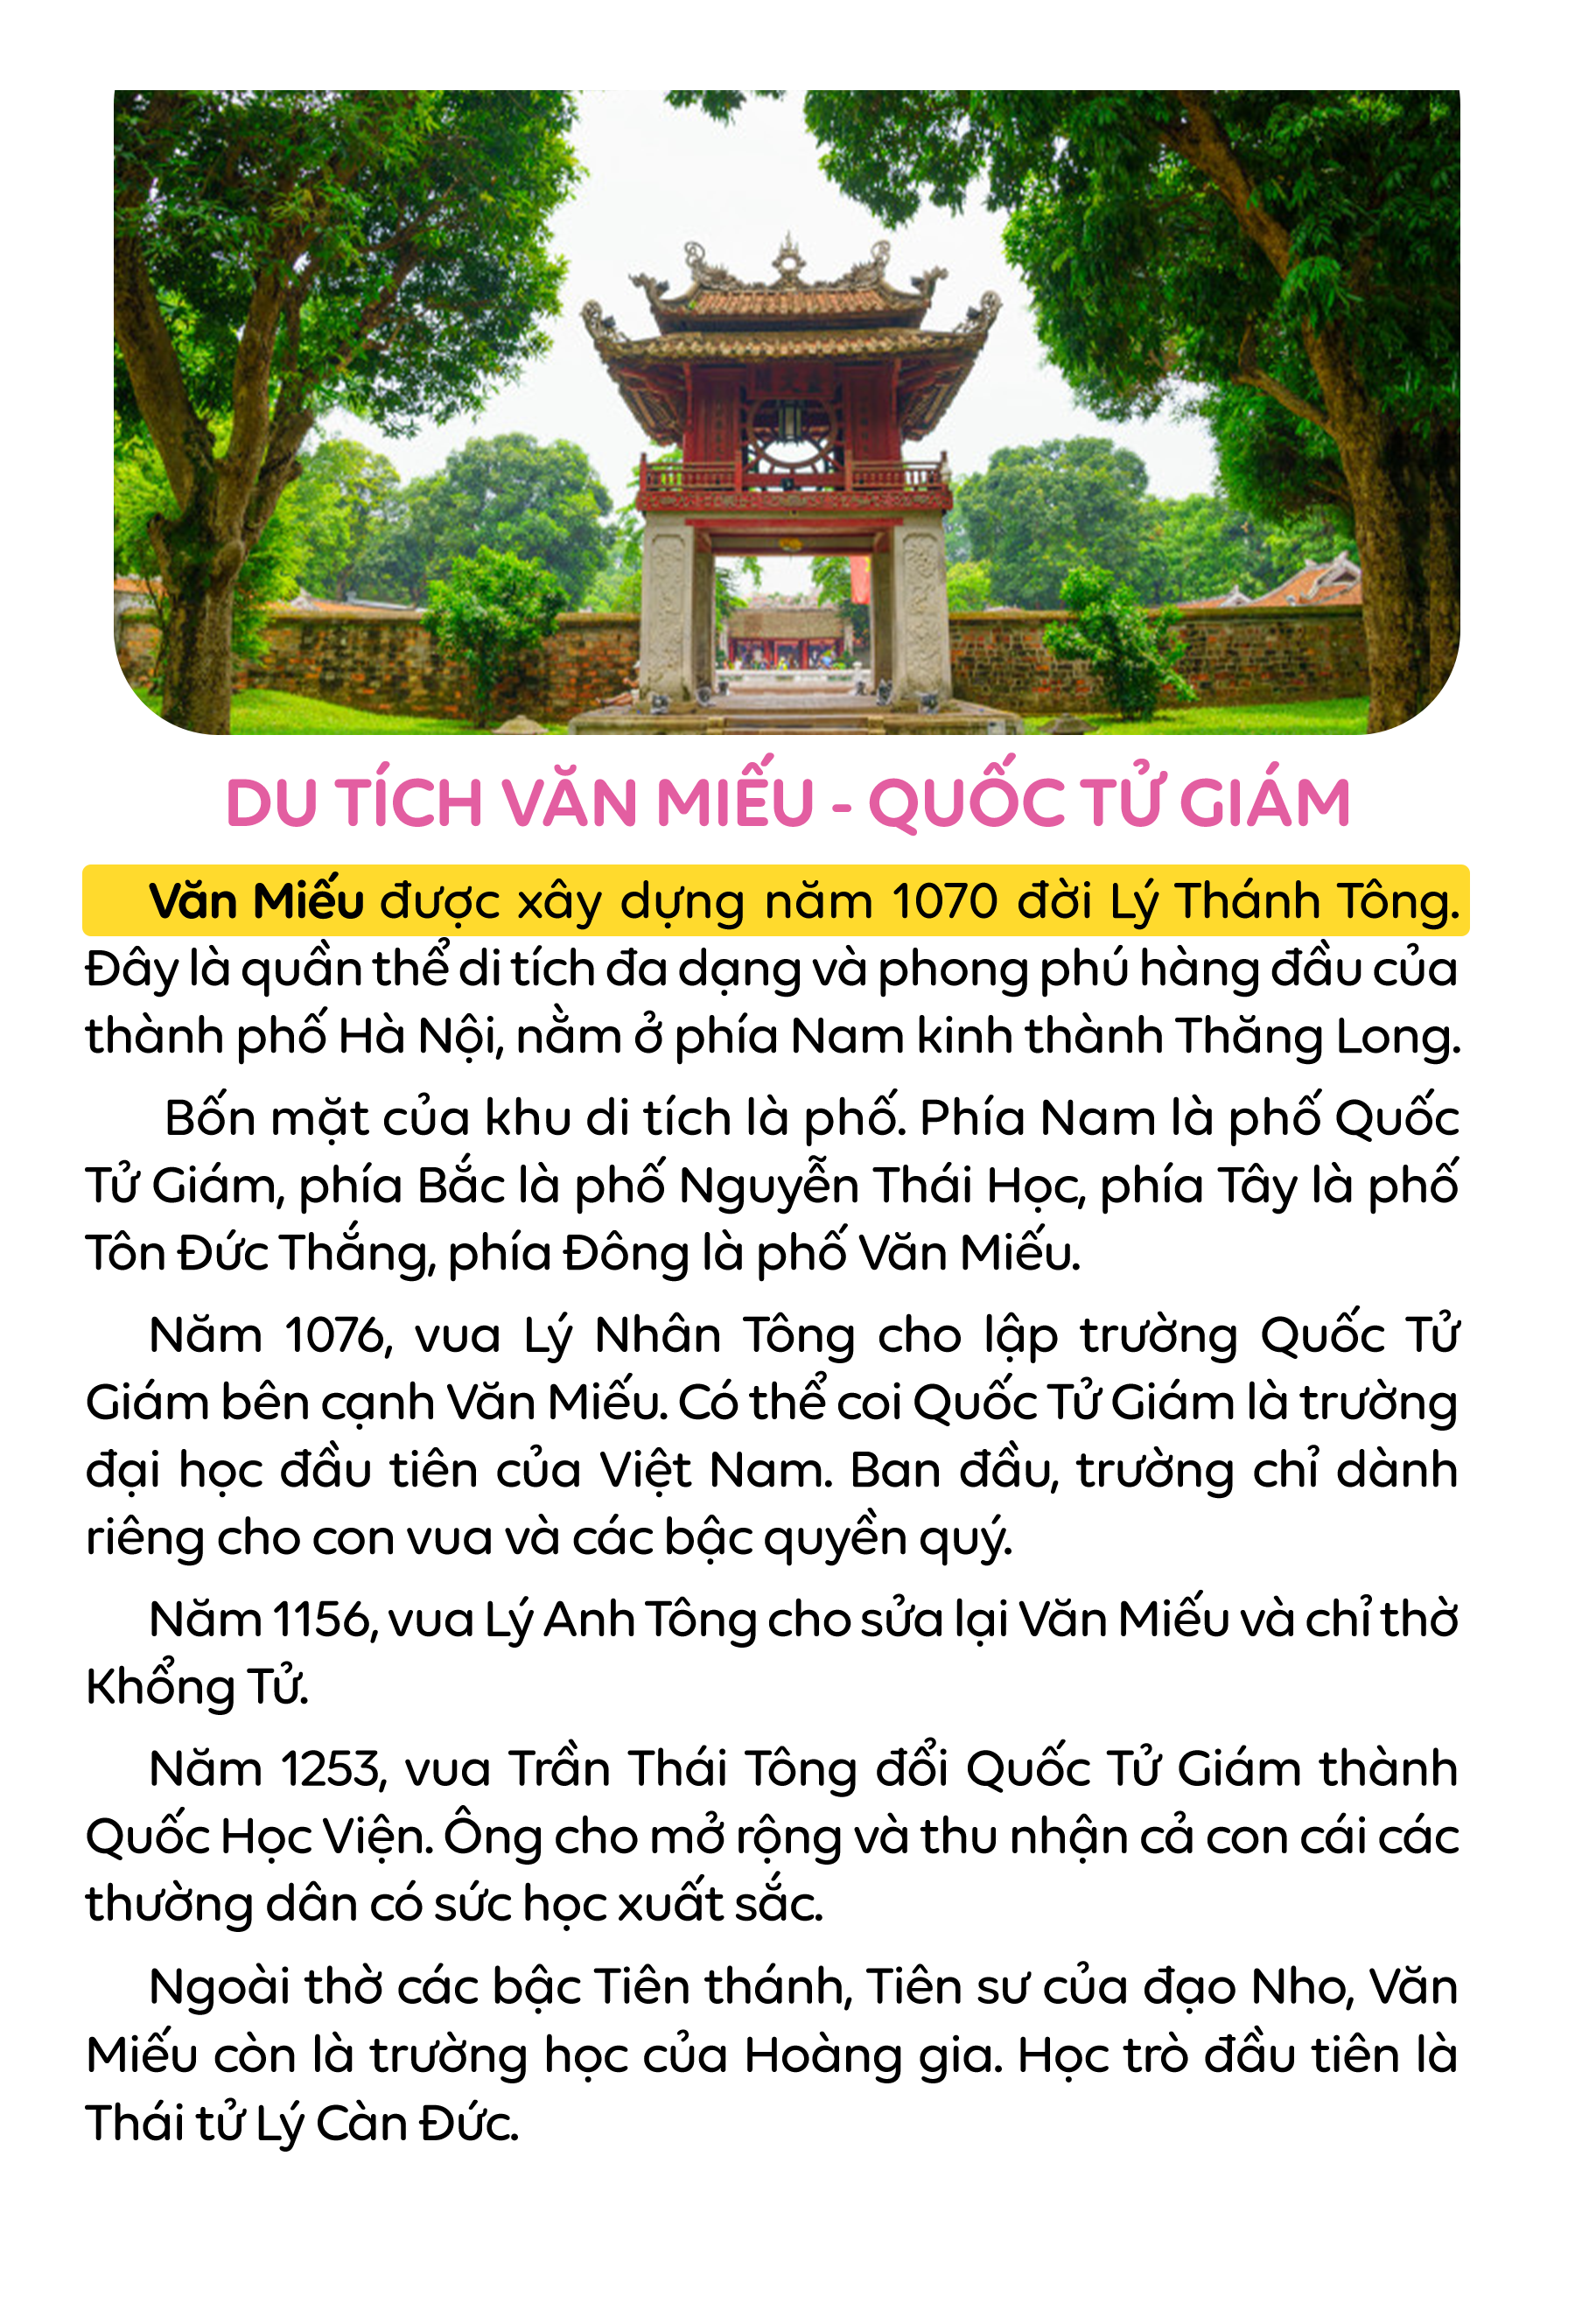 DU TÍCH VĂN MIẾU - QUỐC TỬ GIÁM
Văn Miếu được xây dựng năm 1070 đời Lý Thánh Tông.
Đây là quần thể di tích đa dạng và phong phú hàng đầu của
thành phố Hà Nội, nằm ở phía Nam kinh thành Thăng Long.
Bốn mặt của khu di tích là phố. Phía Nam là phố Quốc
Tử Giám, phía Bắc là phố Nguyễn Thái Học, phía Tây là phố
Tôn Đức Thắng, phía Đông là phố Văn Miếu.
Năm 1076, vua Lý Nhân Tông cho lập trường Quốc Tử
Giám bên cạnh Văn Miếu. Có thể coi Quốc Tử Giám là trường
đại học đầu tiên của Việt Nam. Ban đầu, trường chỉ dành
riêng cho con vua và các bậc quyền quý.
Năm 1156, vua Lý Anh Tông cho sửa lại Văn Miếu và chỉ thờ
Khổng Tử.
Năm 1253, vua Trần Thái Tông đổi Quốc Tử Giám thành
Quốc Học Viện. Ông cho mở rộng và thu nhận cả con cái các
thường dân có sức học xuất sắc.
Ngoài thờ các bậc Tiên thánh, Tiên sư của đạo Nho, Văn
Miếu còn là trường học của Hoàng gia. Học trò đầu tiên là
Thái tử Lý Càn Đức.